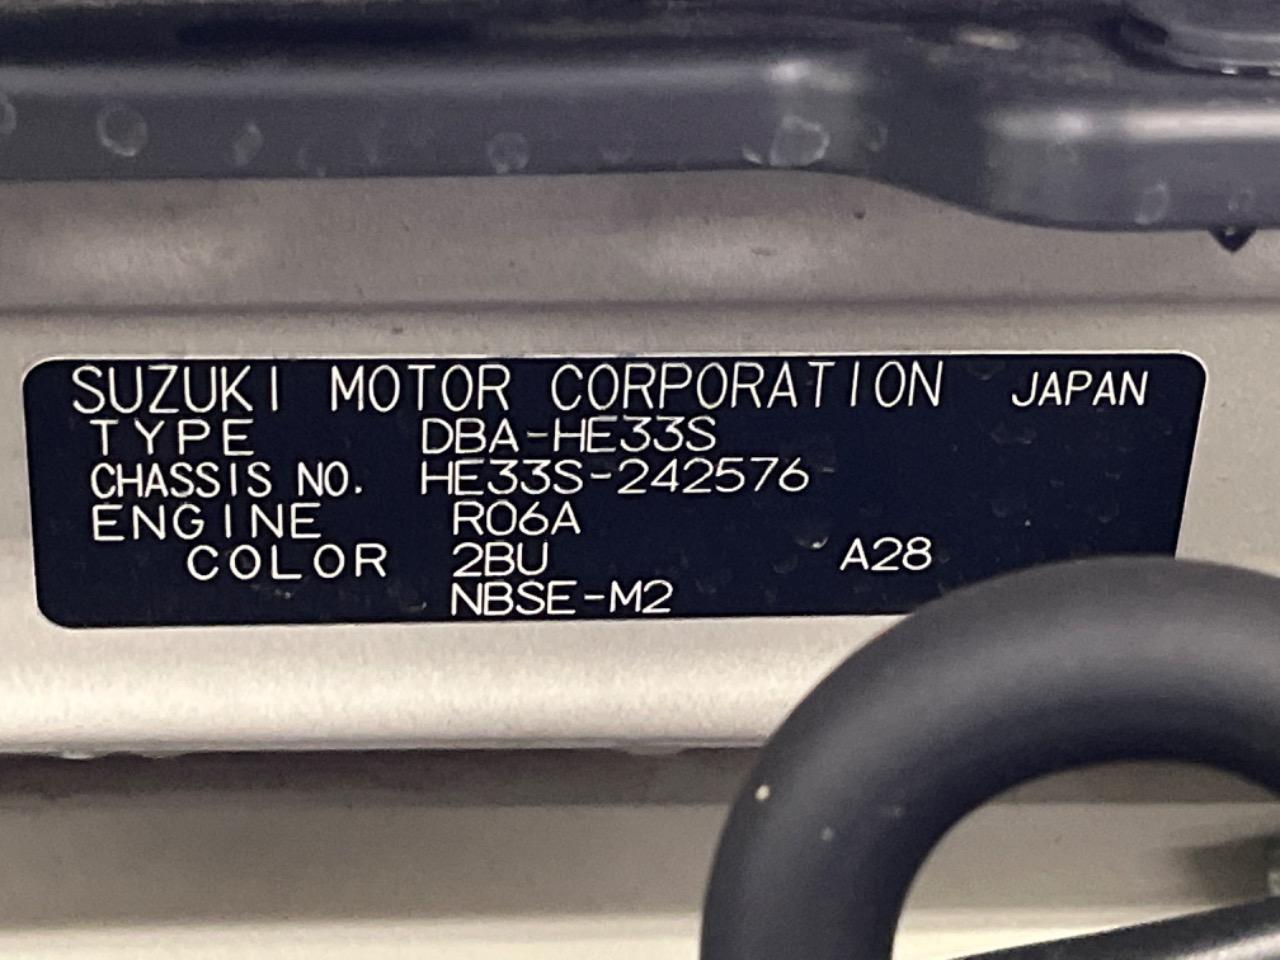 SUZUKI MOTOR CORPORATION JAPAN
TYPE DBA-HE33S
CHASSIS NO. HE33S-242576
ENGINE R06A
COLOR 2BU A28
NBSE-M2